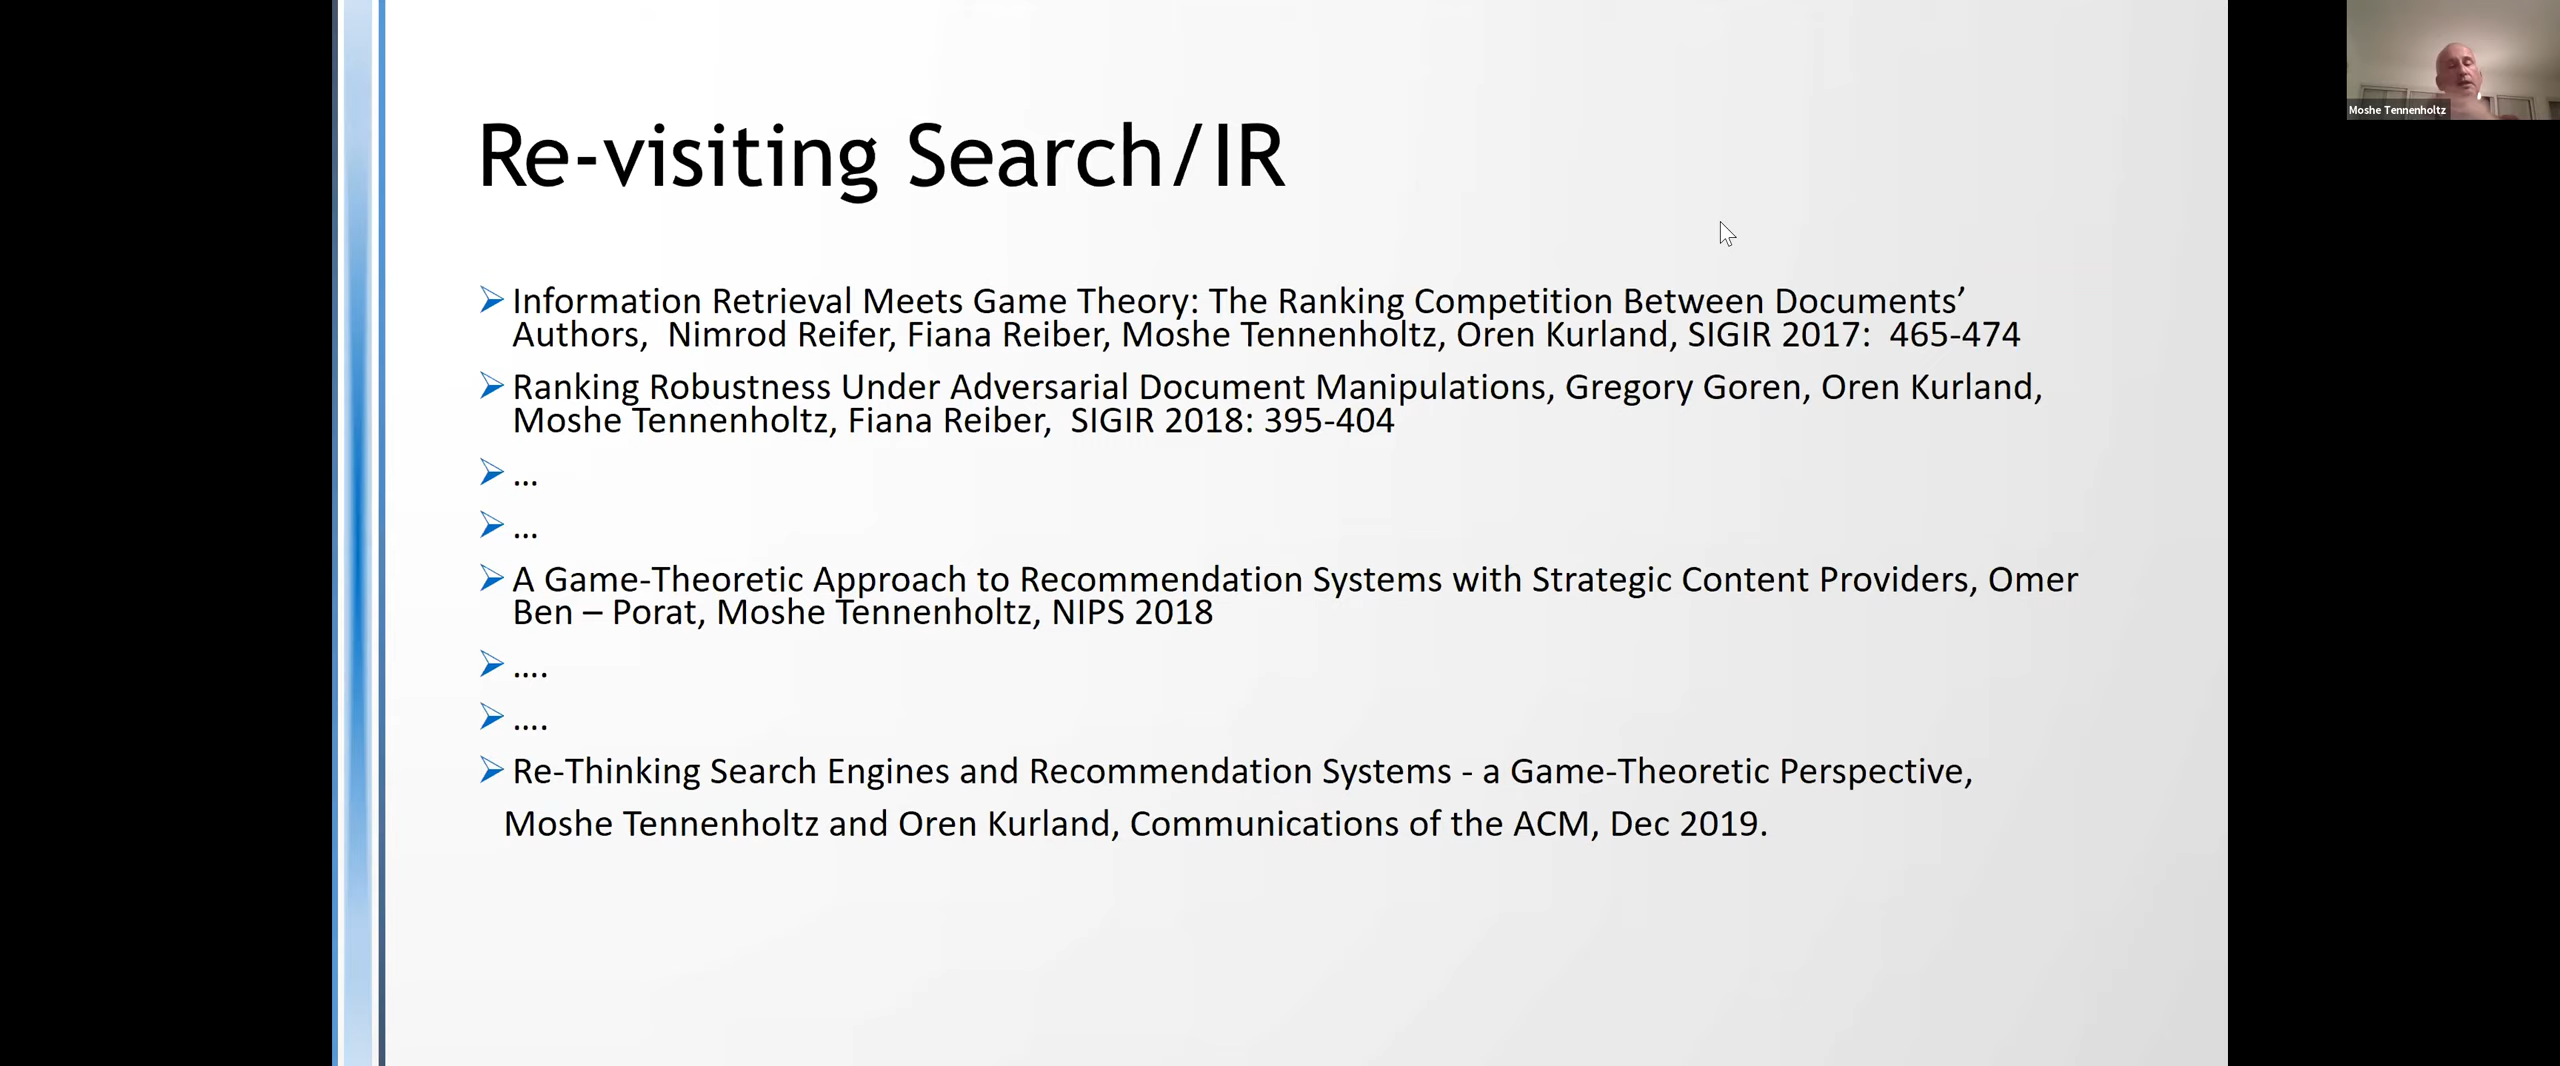 Re-visiting Search/IR
Information Retrieval Meets Game Theory: The Ranking Competition Between Documents’
Authors,  Nimrod Reifer, Fiana Reiber, Moshe Tennenholtz, Oren Kurland, SIGIR 2017:  465-474
Ranking Robustness Under Adversarial Document Manipulations, Gregory Goren, Oren Kurland,
Moshe Tennenholtz, Fiana Reiber,  SIGIR 2018: 395-404
...
...
A Game-Theoretic Approach to Recommendation Systems with Strategic Content Providers, Omer
Ben – Porat, Moshe Tennenholtz, NIPS 2018
....
....
Re-Thinking Search Engines and Recommendation Systems - a Game-Theoretic Perspective,
Moshe Tennenholtz and Oren Kurland, Communications of the ACM, Dec 2019.
Moshe Tennenholtz